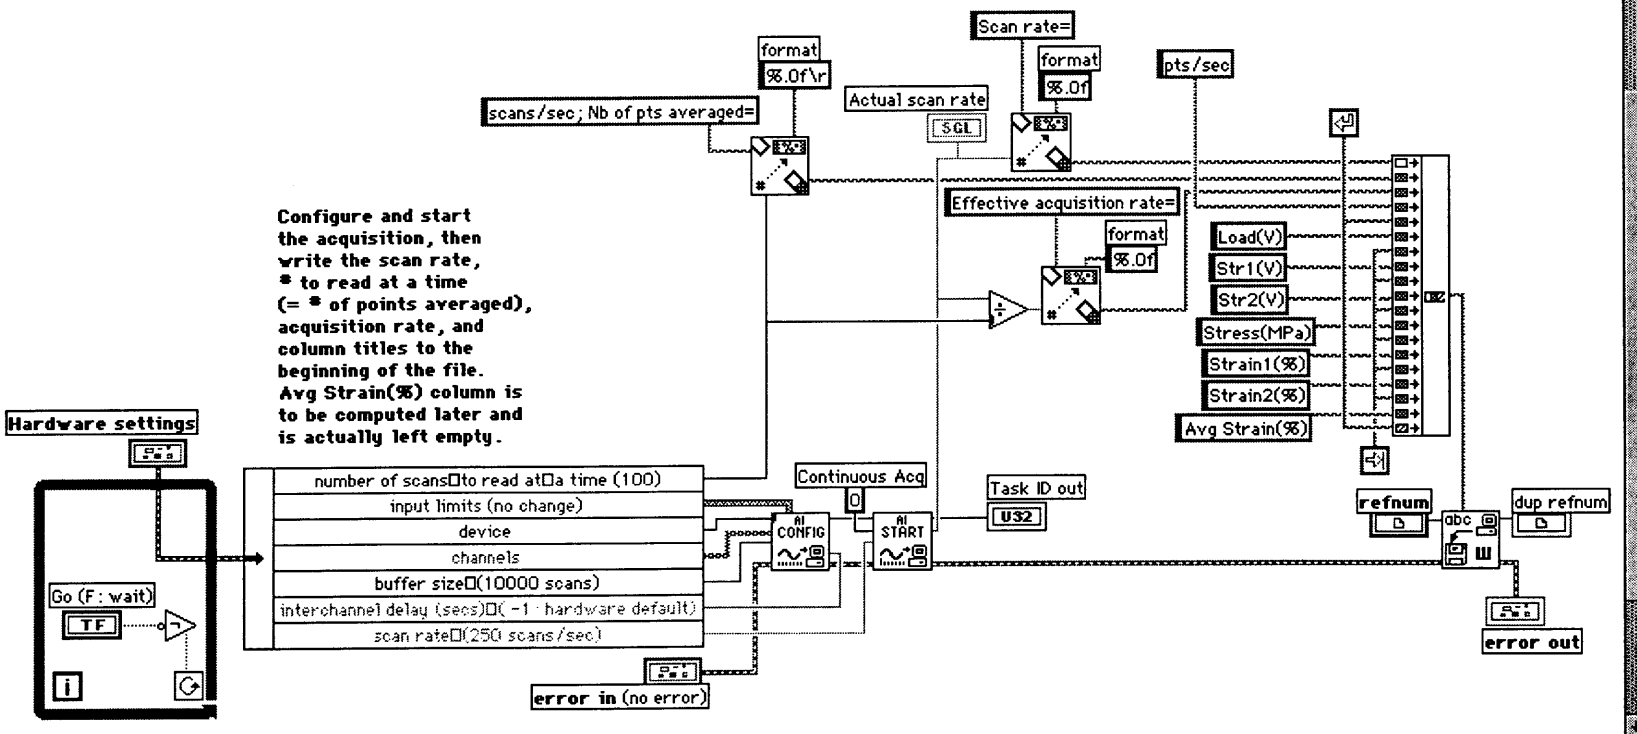 Scan rate=
format
%.0f\r
format
%.0f
pts/sec
scans/sec; Nb of pts averaged=
Actual scan rate
SGL
Effective acquisition rate=
format
%.0f
Configure and start
the acquisition, then
write the scan rate,
# to read at a time
(= # of points averaged),
acquisition rate, and
column titles to the
beginning of the file.
Avg Strain(%) column is
to be computed later and
is actually left empty.
Load(V)
Str1(V)
Str2(V)
Stress(MPa)
Strain1(%)
Strain2(%)
Avg Strain(%)
Hardware settings
number of scans□to read at□a time (100)
input limits (no change)
device
channels
buffer size□(10000 scans)
interchannel delay (secs)□( -1 : hardware default)
scan rate□(250 scans/sec)
Continuous Acq
0
Task ID out
U32
AI
CONFIG
AI
START
refnum
dup refnum
abc
Go (F: wait)
TF
i
error in (no error)
error out